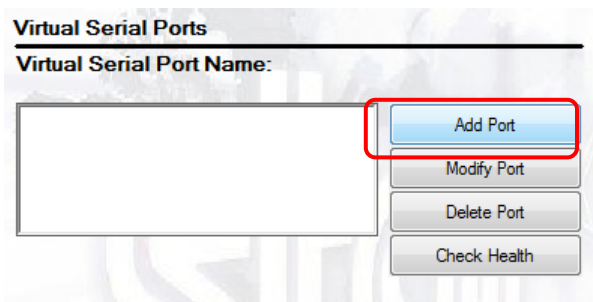 Virtual Serial Ports
Virtual Serial Port Name:
Add Port
Modify Port
Delete Port
Check Health